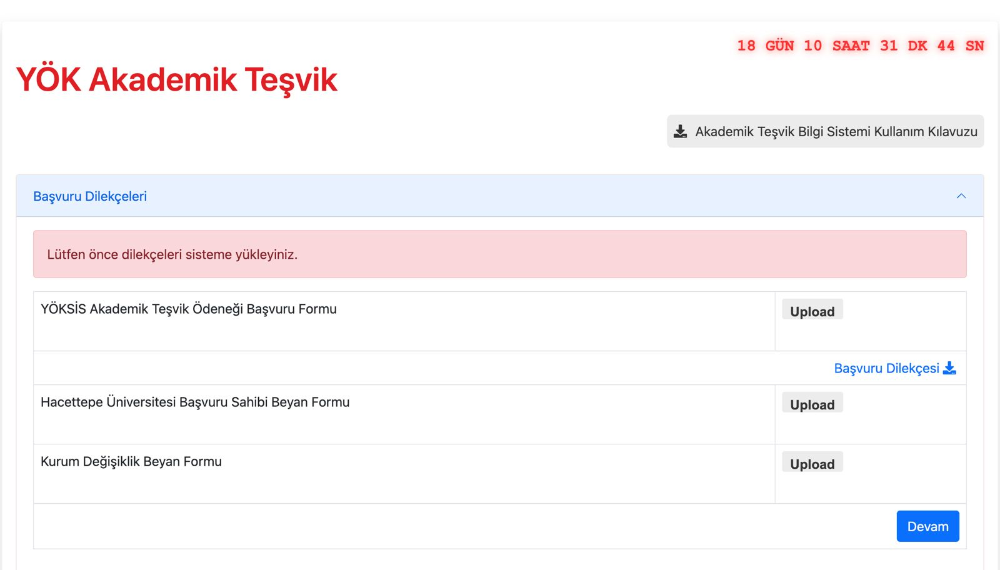 18 GÜN 10 SAAT 31 DK 44 SN
YÖK Akademik Teşvik
Akademik Teşvik Bilgi Sistemi Kullanım Kılavuzu
Başvuru Dilekçeleri
Lütfen önce dilekçeleri sisteme yükleyiniz.
YÖKSİS Akademik Teşvik Ödeneği Başvuru Formu
Upload
Başvuru Dilekçesi
Hacettepe Üniversitesi Başvuru Sahibi Beyan Formu
Upload
Kurum Değişiklik Beyan Formu
Upload
Devam